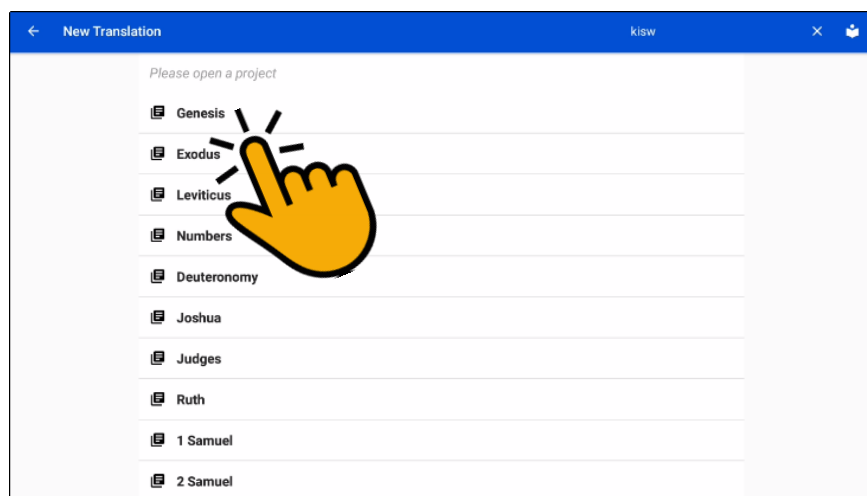 New Translation kisw
Please open a project
Genesis
Exodus
Leviticus
Numbers
Deuteronomy
Joshua
Judges
Ruth
1 Samuel
2 Samuel